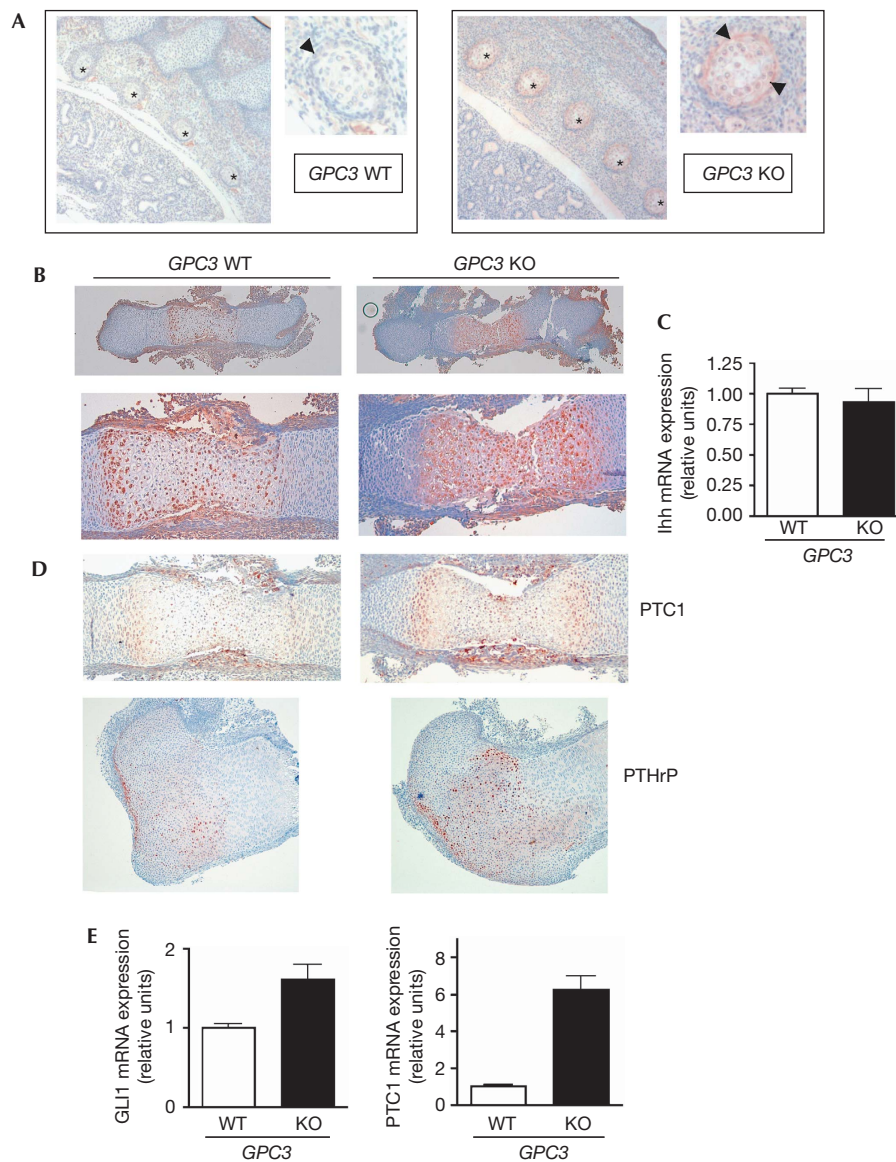 A
*
*
*
*
GPC3 WT
*
*
*
*
*
GPC3 KO
B
GPC3 WT
GPC3 KO
C
Ihh mRNA expression
(relative units)
1.25
1.00
0.75
0.50
0.25
0.00
WT KO
GPC3
D
PTC1
PTHrP
E
GLI1 mRNA expression
(relative units)
2
1
0
WT KO
GPC3
PTC1 mRNA expression
(relative units)
8
6
4
2
0
WT KO
GPC3